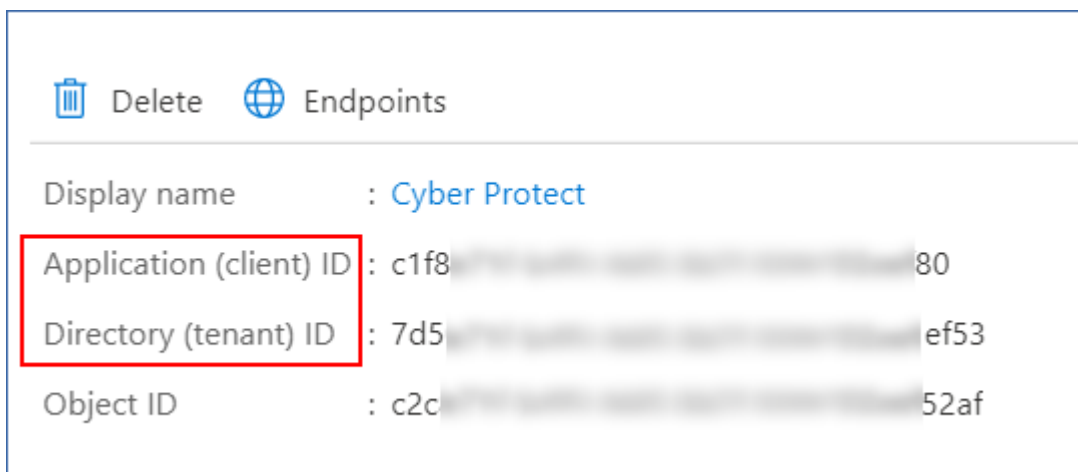 Delete Endpoints
Display name : Cyber Protect
Application (client) ID : c1f8 80
Directory (tenant) ID : 7d5 ef53
Object ID : c2c 52af